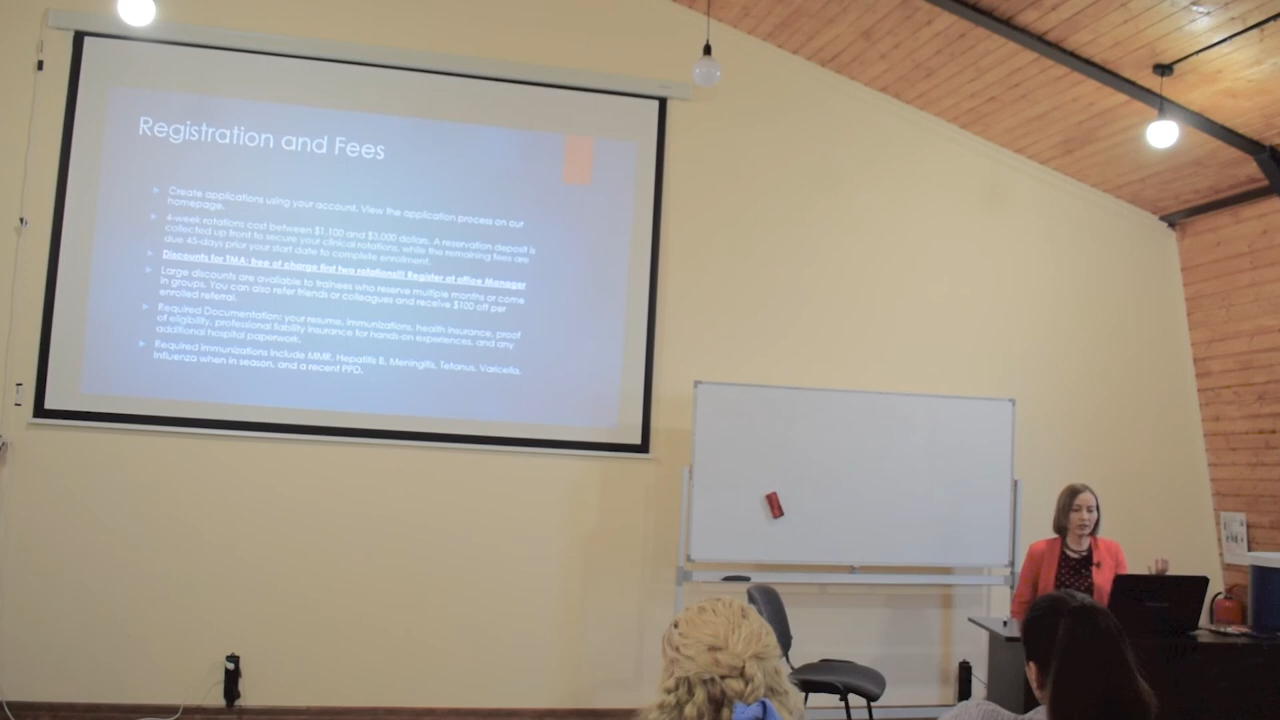 Registration and Fees
Create applications using your account. View the application process on our
homepage.
4-week rotations cost between $1,100 and $3,000 dollars. A reservation deposit is
collected up front to secure your clinical rotations, while the remaining fees are
due 45-days prior your start date to complete enrollment.
Discounts for TMA: free of charge first two rotations!!! Register at office Manager
Large discounts are available to trainees who reserve multiple months or come
in groups. You can also refer friends or colleagues and receive $100 off per
enrolled referral.
Required Documentation: your resume, immunizations, health insurance, proof
of eligibility, professional liability insurance for hands-on experiences, and any
additional hospital paperwork.
Required immunizations include MMR, Hepatitis B, Meningitis, Tetanus, Varicella,
Influenza when in season, and a recent PPD.